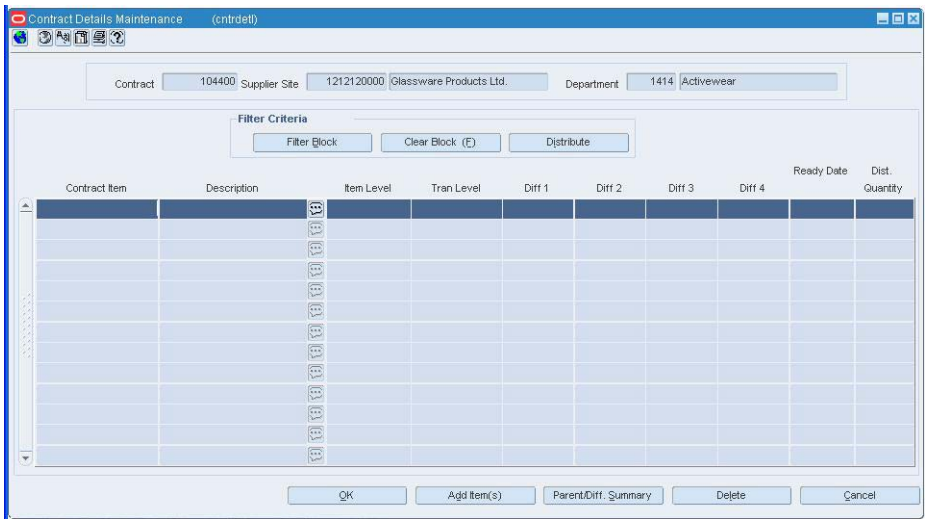 Contract Details Maintenance (cntrdetl)
Contract 104400 Supplier Site 1212120000 Glassware Products Ltd. Department 1414 Activewear
Filter Criteria
Filter Block Clear Block (F) Distribute
Ready Date Dist.
Contract Item Description Item Level Tran Level Diff 1 Diff 2 Diff 3 Diff 4 Quantity
OK Add Item(s) Parent/Diff. Summary Delete Cancel